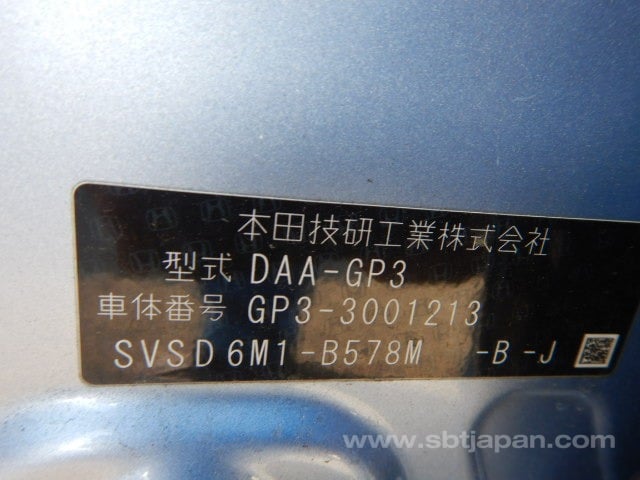 本田技研工業株式会社
型式 DAA-GP3
車体番号 GP3-3001213
SVSD6M1-B578M -B-J
www.sbtjapan.com